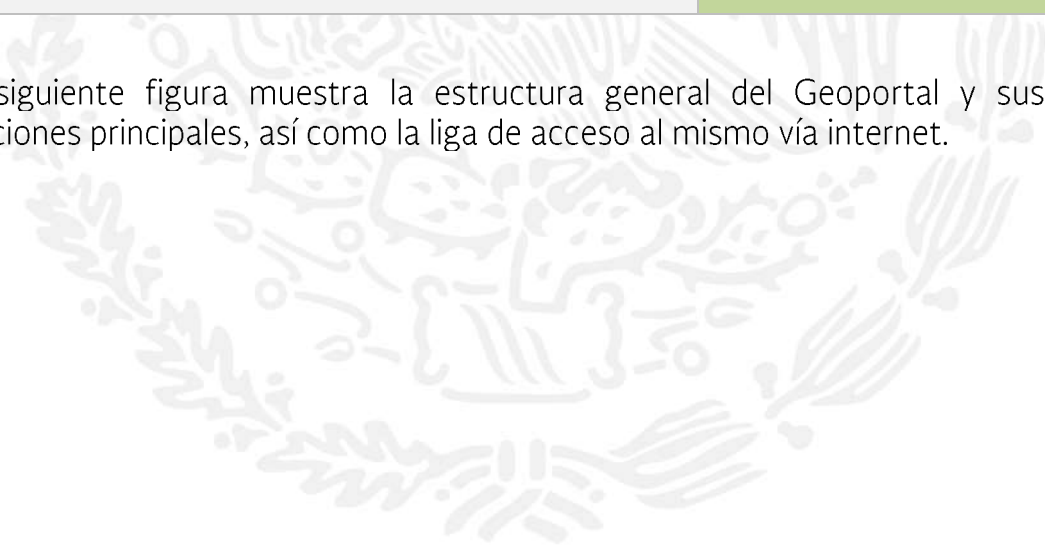 siguiente figura muestra la estructura general del Geoportal y sus
ciones principales, así como la liga de acceso al mismo vía internet.